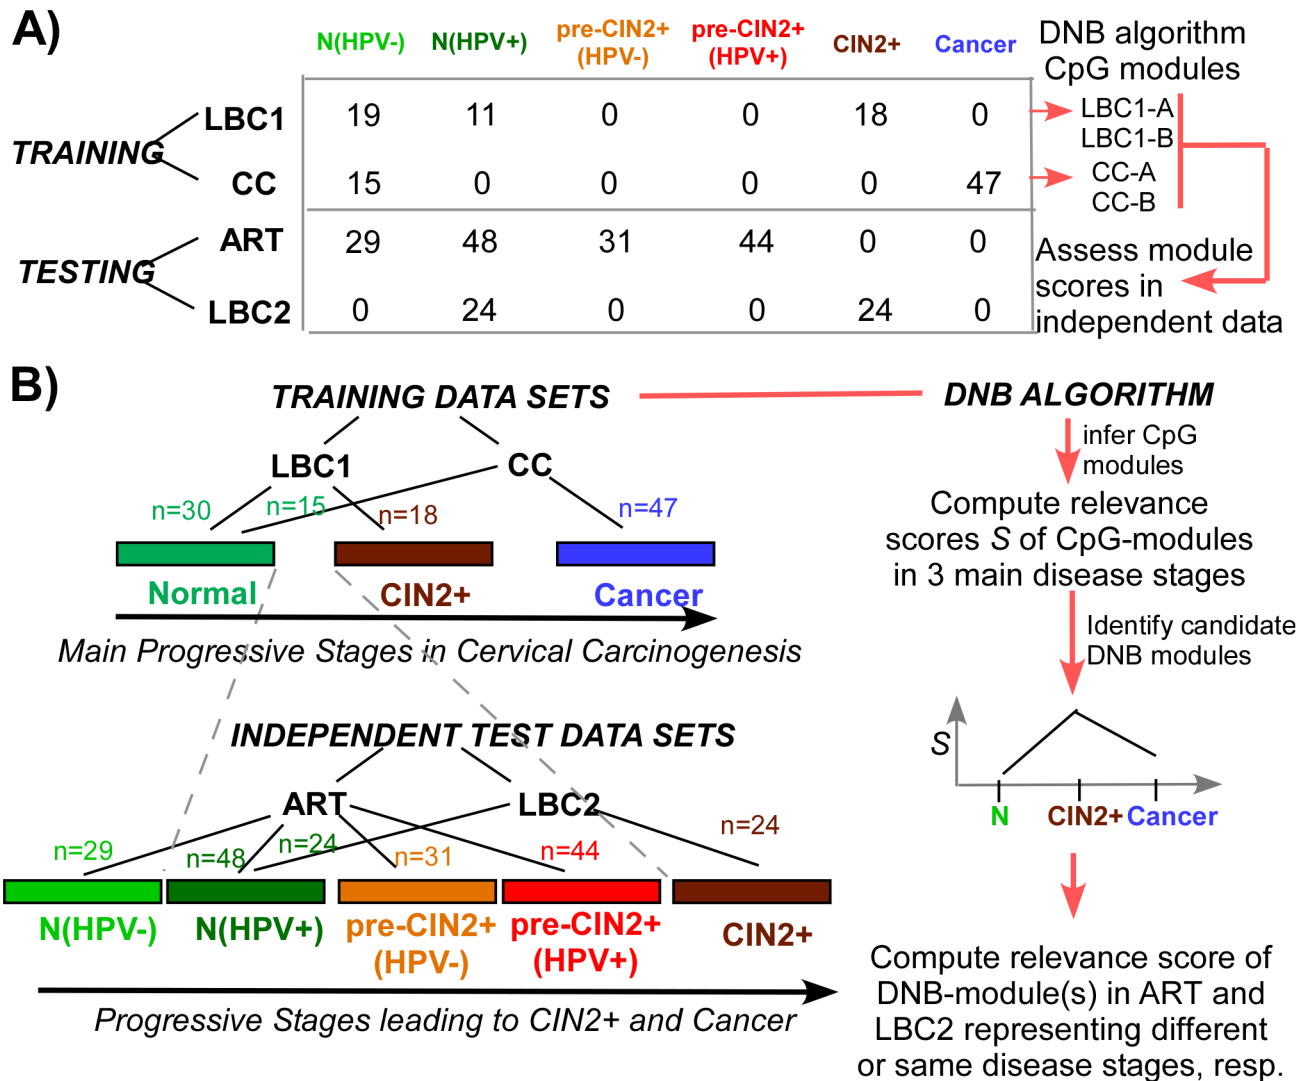 A)
N(HPV-) N(HPV+) pre-CIN2+ (HPV-) pre-CIN2+ (HPV+) CIN2+ Cancer
DNB algorithm
CpG modules
TRAINING
LBC1 19 11 0 0 18 0
LBC1-A
LBC1-B
CC 15 0 0 0 0 47
CC-A
CC-B
TESTING
ART 29 48 31 44 0 0
LBC2 0 24 0 0 24 0
Assess module
scores in
independent data
B)
TRAINING DATA SETS
LBC1 CC
n=30 n=15 n=18 n=47
Normal CIN2+ Cancer
Main Progressive Stages in Cervical Carcinogenesis
INDEPENDENT TEST DATA SETS
ART LBC2
n=29 n=48 n=24 n=31 n=44 n=24
N(HPV-) N(HPV+) pre-CIN2+ (HPV-) pre-CIN2+ (HPV+) CIN2+
Progressive Stages leading to CIN2+ and Cancer
DNB ALGORITHM
infer CpG
modules
Compute relevance
scores S of CpG-modules
in 3 main disease stages
Identify candidate
DNB modules
S
N CIN2+ Cancer
Compute relevance score of
DNB-module(s) in ART and
LBC2 representing different
or same disease stages, resp.